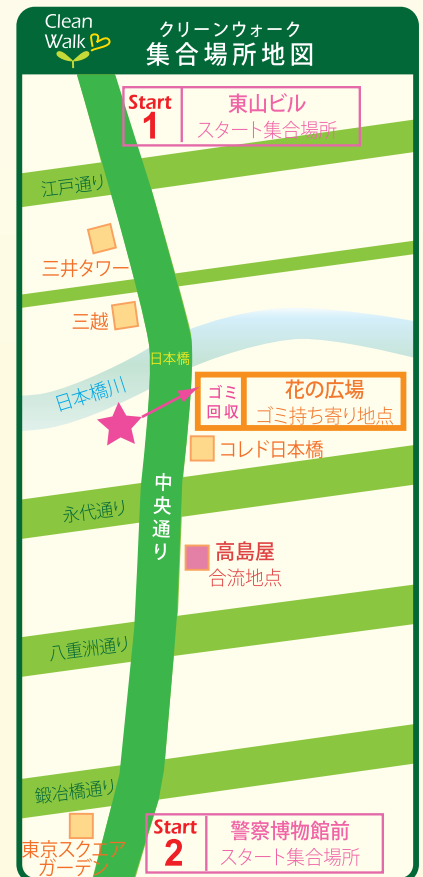 Clean
Walk
クリーンウォーク
集合場所地図
Start
1
東山ビル
スタート集合場所
江戸通り
三井タワー
三越
日本橋
日本橋川
ゴミ
回収
花の広場
ゴミ持ち寄り地点
コレド日本橋
中央通り
永代通り
高島屋
合流地点
八重洲通り
鍛冶橋通り
東京スクエア
ガーデン
Start
2
警察博物館前
スタート集合場所